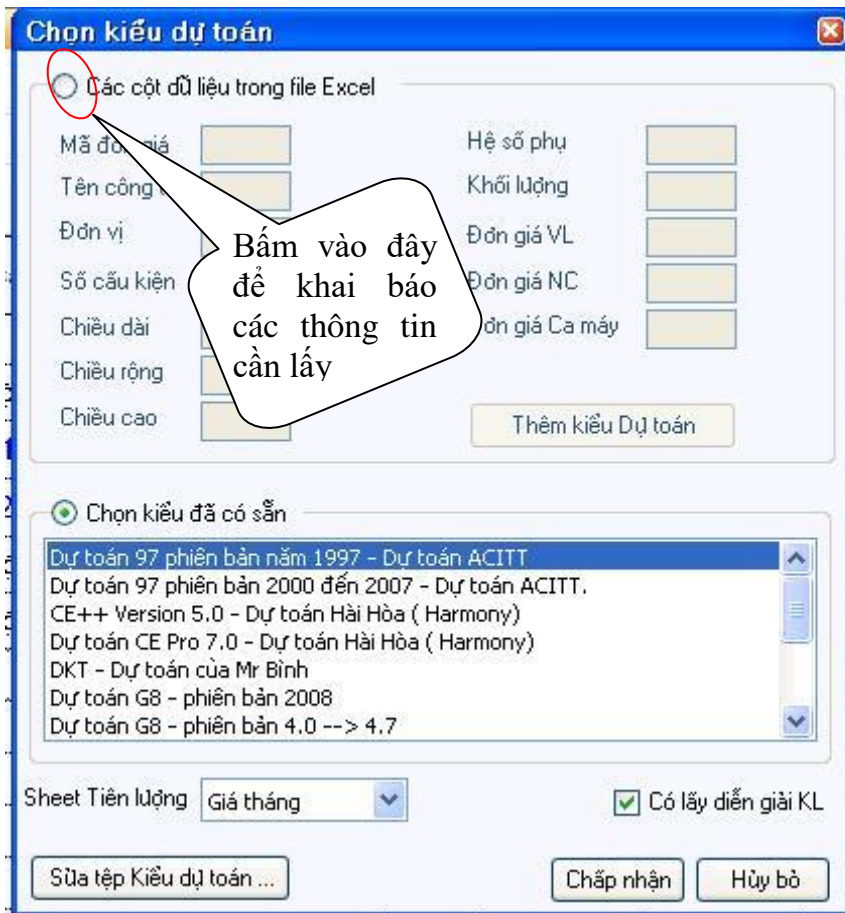 Chọn kiểu dự toán
Các cột dữ liệu trong file Excel
Mã đơn giá
Hệ số phụ
Tên công
Khối lượng
Đơn vị
Đơn giá VL
Số cấu kiện
Đơn giá NC
Chiều dài
Đơn giá Ca máy
Chiều rộng
Chiều cao
Thêm kiểu Dự toán
Bấm vào đây
để khai báo
các thông tin
cần lấy
Chọn kiểu đã có sẵn
Dự toán 97 phiên bản năm 1997 - Dự toán ACITT
Dự toán 97 phiên bản 2000 đến 2007 - Dự toán ACITT.
CE++ Version 5.0 - Dự toán Hài Hòa ( Harmony)
Dự toán CE Pro 7.0 - Dự toán Hài Hòa ( Harmony)
DKT - Dự toán của Mr Bình
Dự toán G8 - phiên bản 2008
Dự toán G8 - phiên bản 4.0 --> 4.7
Sheet Tiên lượng
Giá tháng
Có lấy diễn giải KL
Sửa tệp Kiểu dự toán ...
Chấp nhận
Hủy bỏ